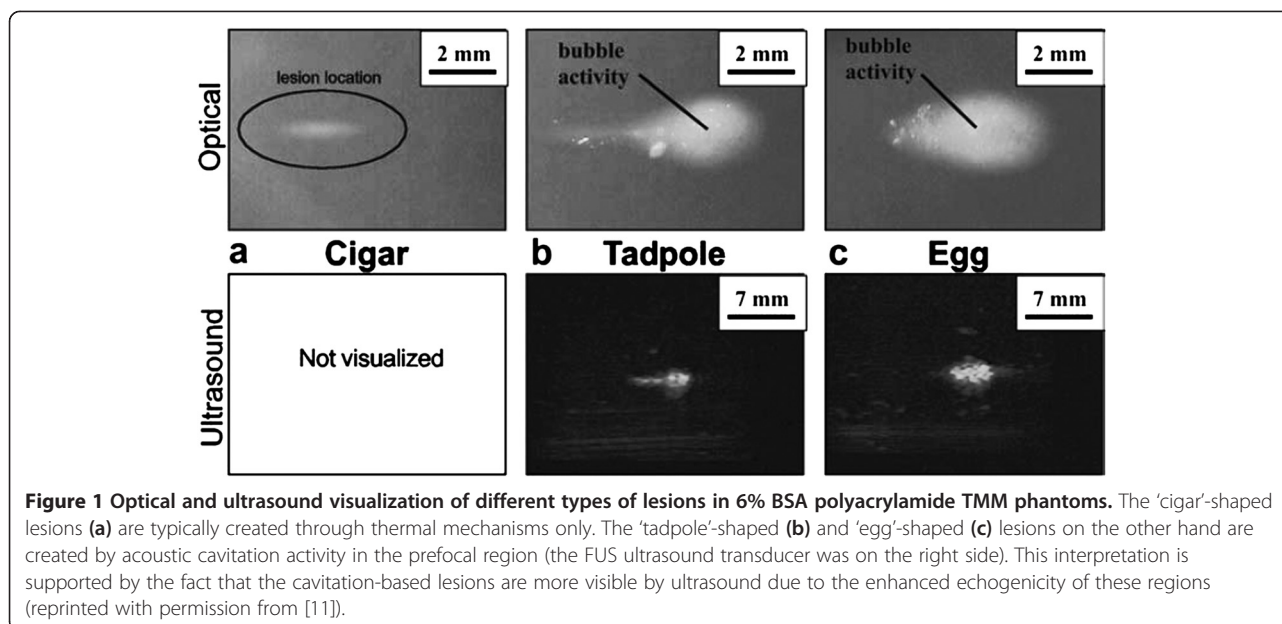 Optical
lesion location
2 mm
bubble
activity
2 mm
bubble
activity
2 mm
a Cigar
b Tadpole
c Egg
Ultrasound
Not visualized
7 mm
7 mm
Figure 1 Optical and ultrasound visualization of different types of lesions in 6% BSA polyacrylamide TMM phantoms. The ‘cigar’-shaped
lesions (a) are typically created through thermal mechanisms only. The ‘tadpole’-shaped (b) and ‘egg’-shaped (c) lesions on the other hand are
created by acoustic cavitation activity in the prefocal region (the FUS ultrasound transducer was on the right side). This interpretation is
supported by the fact that the cavitation-based lesions are more visible by ultrasound due to the enhanced echogenicity of these regions
(reprinted with permission from [11]).